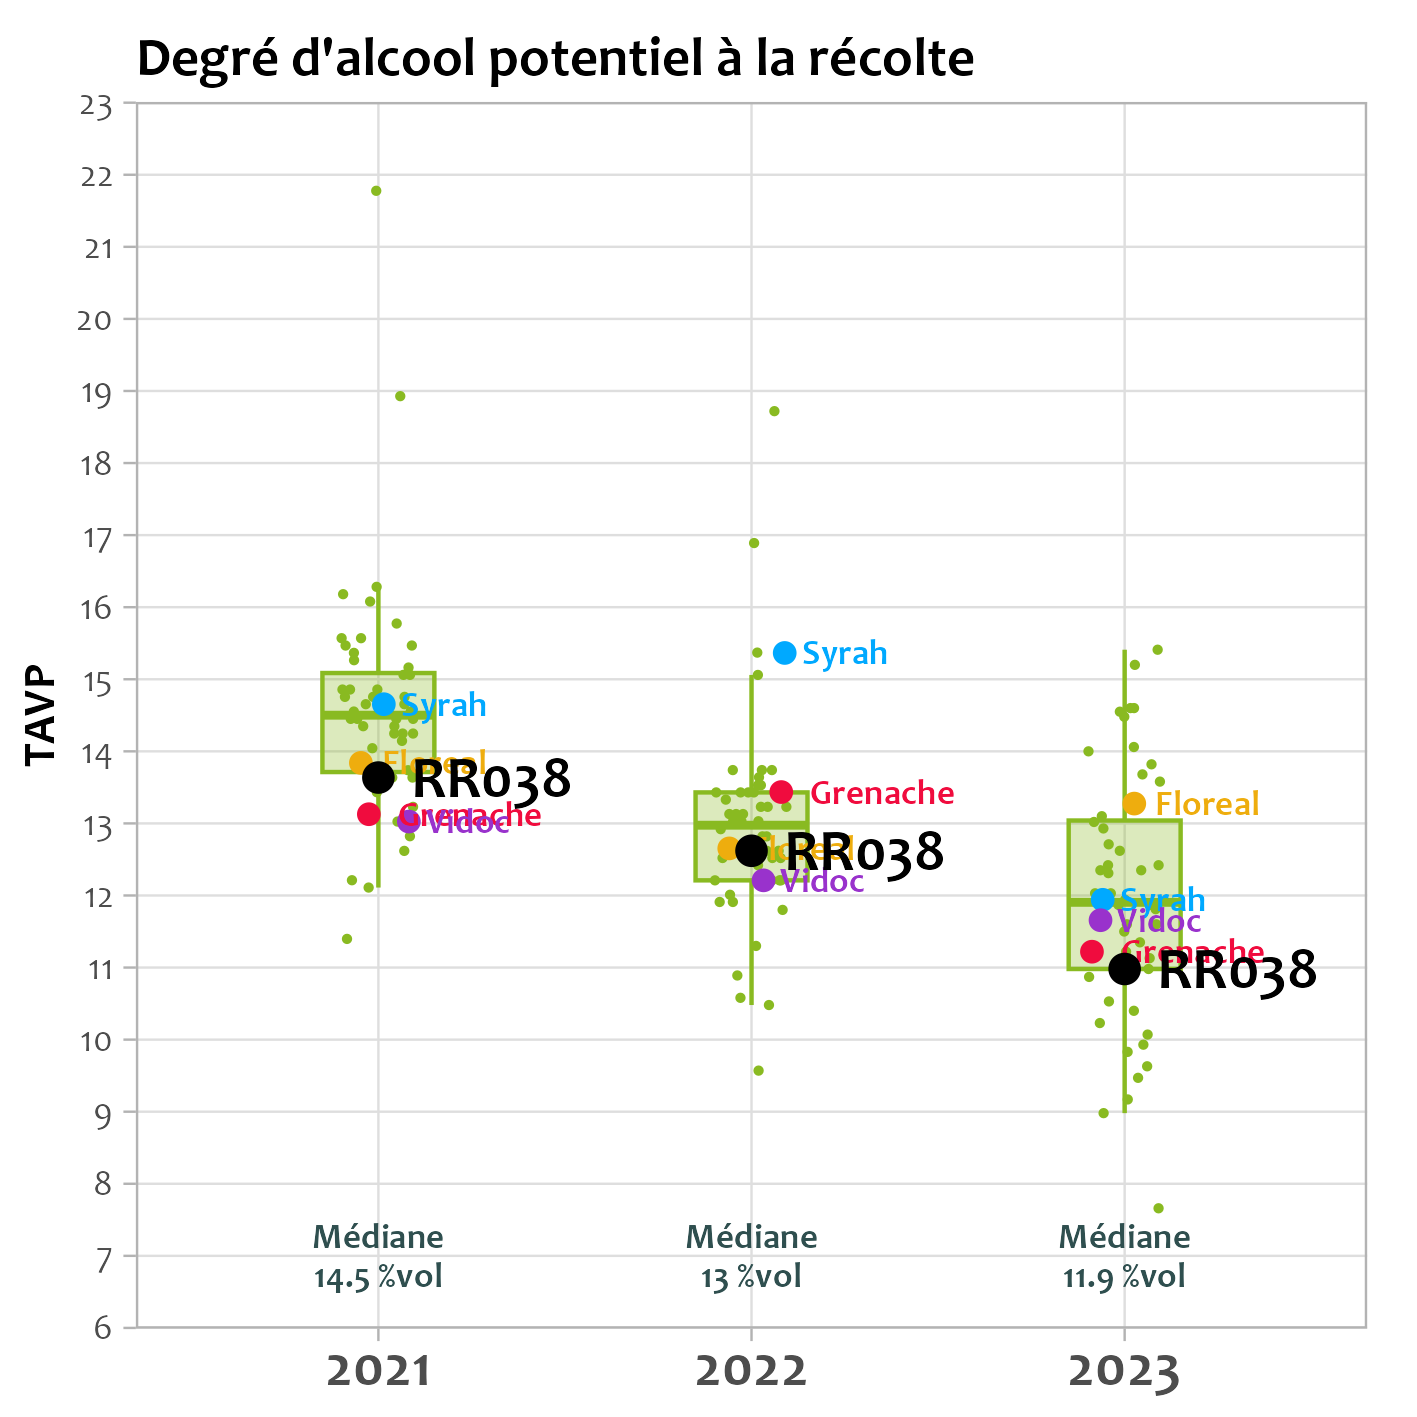 Degré d'alcool potentiel à la récolte
TAVP
23
22
21
20
19
18
17
16
15
14
13
12
11
10
9
8
7
6
Syrah
Floreal
RR038
Grenache
Vidoc
Médiane
14.5 %vol
2021
Syrah
Grenache
Floreal
RR038
Vidoc
Médiane
13 %vol
2022
Floreal
Syrah
Vidoc
Grenache
RR038
Médiane
11.9 %vol
2023